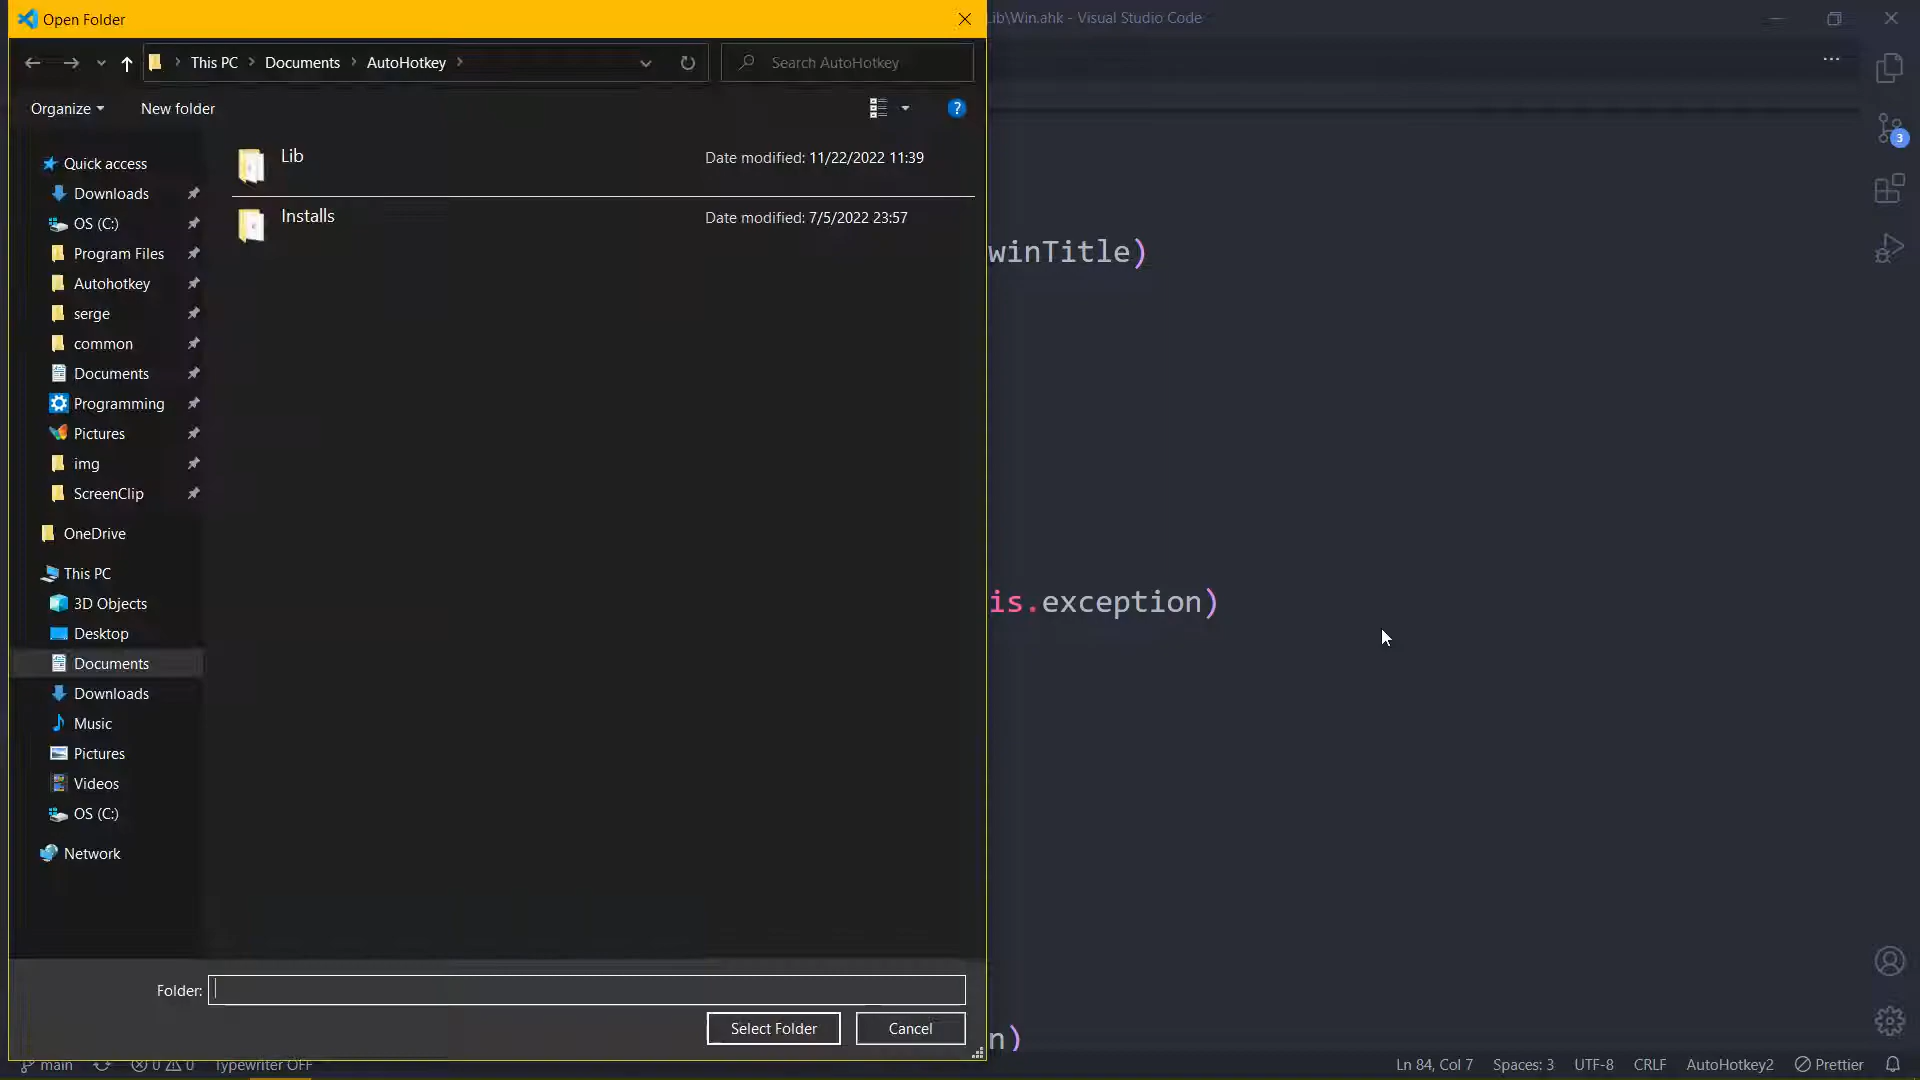 Open Folder
Lib\Win.ahk - Visual Studio Code
This PC > Documents > AutoHotkey >
Search AutoHotkey
Organize
New folder
?
Quick access
Downloads
OS (C:)
Program Files
Autohotkey
serge
common
Documents
Programming
Pictures
img
ScreenClip
OneDrive
This PC
3D Objects
Desktop
Documents
Downloads
Music
Pictures
Videos
OS (C:)
Network
Lib
Date modified: 11/22/2022 11:39
Installs
Date modified: 7/5/2022 23:57
winTitle)
is.exception)
n)
3
Folder:
Select Folder
Cancel
main
0
0
Typewriter OFF
Ln 84, Col 7
Spaces: 3
UTF-8
CRLF
AutoHotkey2
Prettier